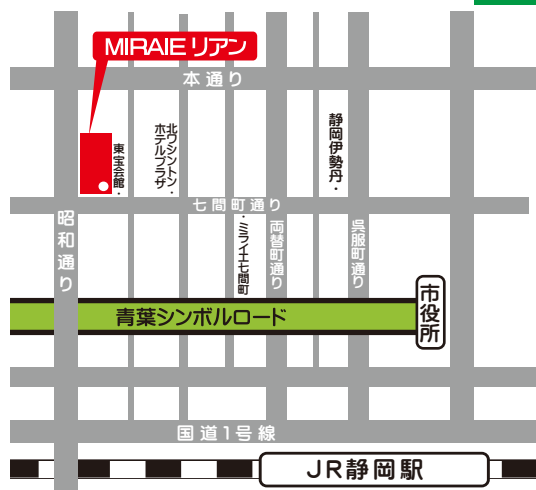 MIRAIE リアン
本通り
東宝会館・
北ワシントン・
ホテルプラザ
静岡伊勢丹・
七間町通り
昭和通り
・ミライエ七間町
両替町通り
呉服町通り
青葉シンボルロード
市役所
国道1号線
JR静岡駅